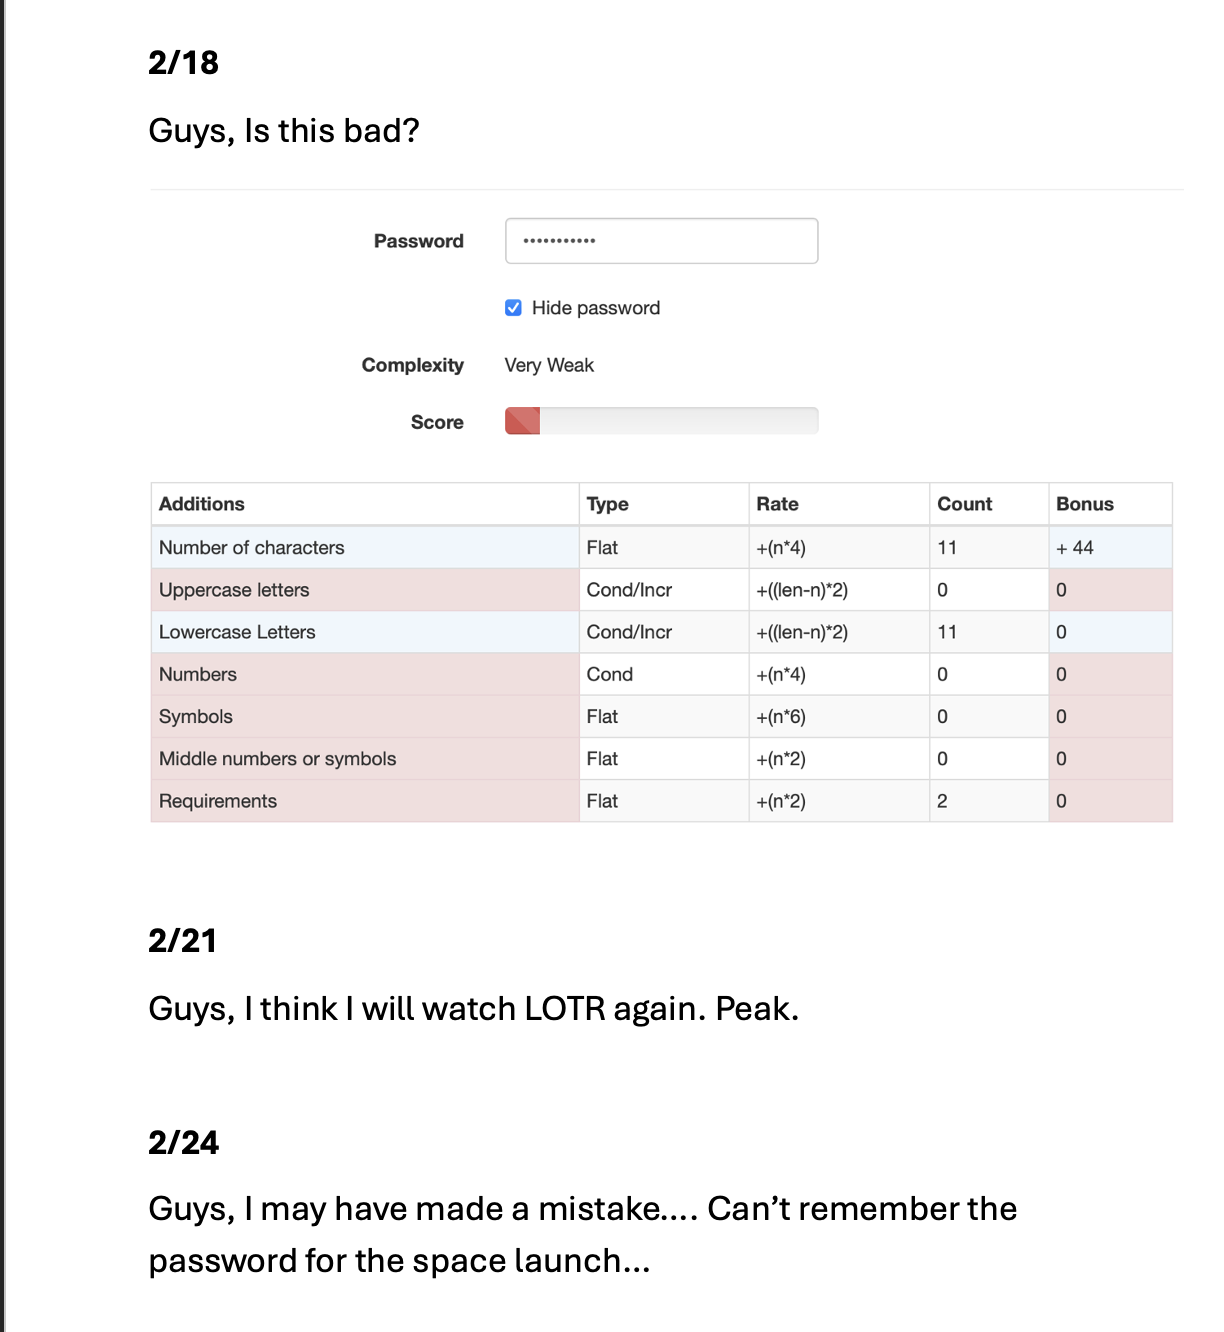 2/18
Guys, Is this bad?
Password •••••••••••
Hide password
Complexity Very Weak
Score
Additions Type Rate Count Bonus
Number of characters Flat +(n*4) 11 + 44
Uppercase letters Cond/Incr +((len-n)*2) 0 0
Lowercase Letters Cond/Incr +((len-n)*2) 11 0
Numbers Cond +(n*4) 0 0
Symbols Flat +(n*6) 0 0
Middle numbers or symbols Flat +(n*2) 0 0
Requirements Flat +(n*2) 2 0
2/21
Guys, I think I will watch LOTR again. Peak.
2/24
Guys, I may have made a mistake.... Can’t remember the
password for the space launch...